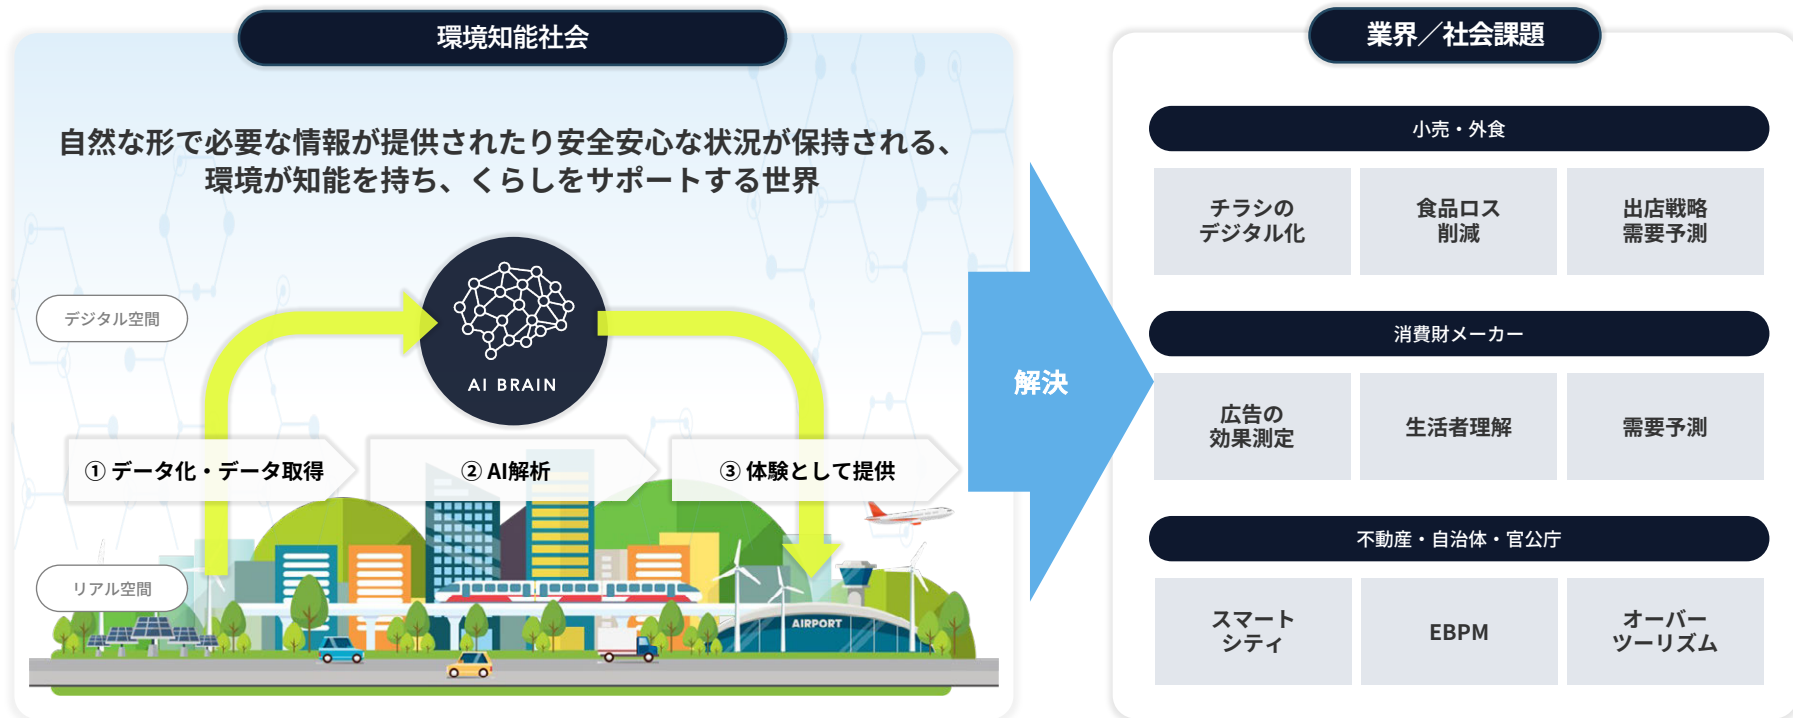 環境知能社会
自然な形で必要な情報が提供されたり安全安心な状況が保持される、
環境が知能を持ち、くらしをサポートする世界
デジタル空間
AI BRAIN
① データ化・データ取得
② AI解析
③ 体験として提供
リアル空間
AIRPORT
解決
業界／社会課題
小売・外食
チラシの
デジタル化
食品ロス
削減
出店戦略
需要予測
消費財メーカー
広告の
効果測定
生活者理解
需要予測
不動産・自治体・官公庁
スマート
シティ
EBPM
オーバー
ツーリズム